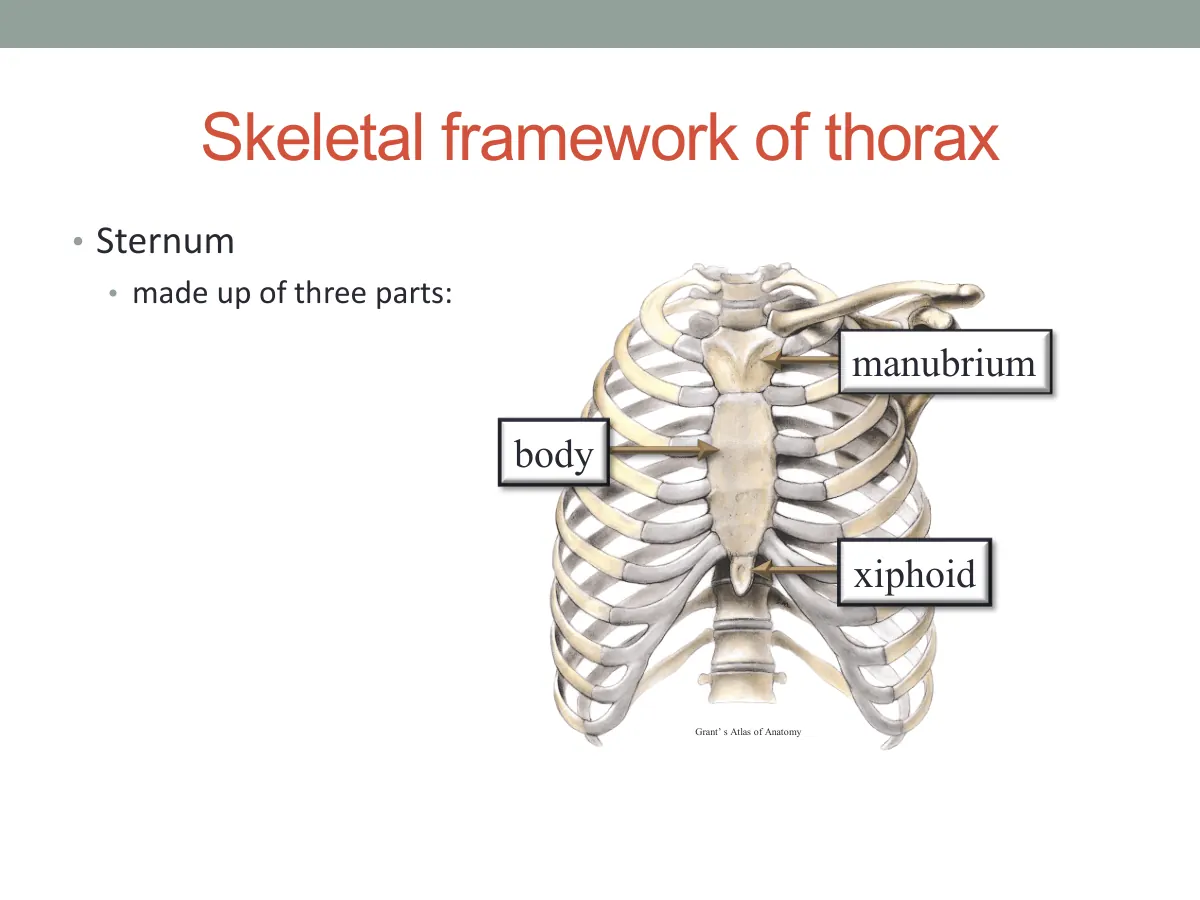 Skeletal framework of thorax
• Sternum
• made up of three parts:
manubrium
body
xiphoid
Grant’ s Atlas of Anatomy